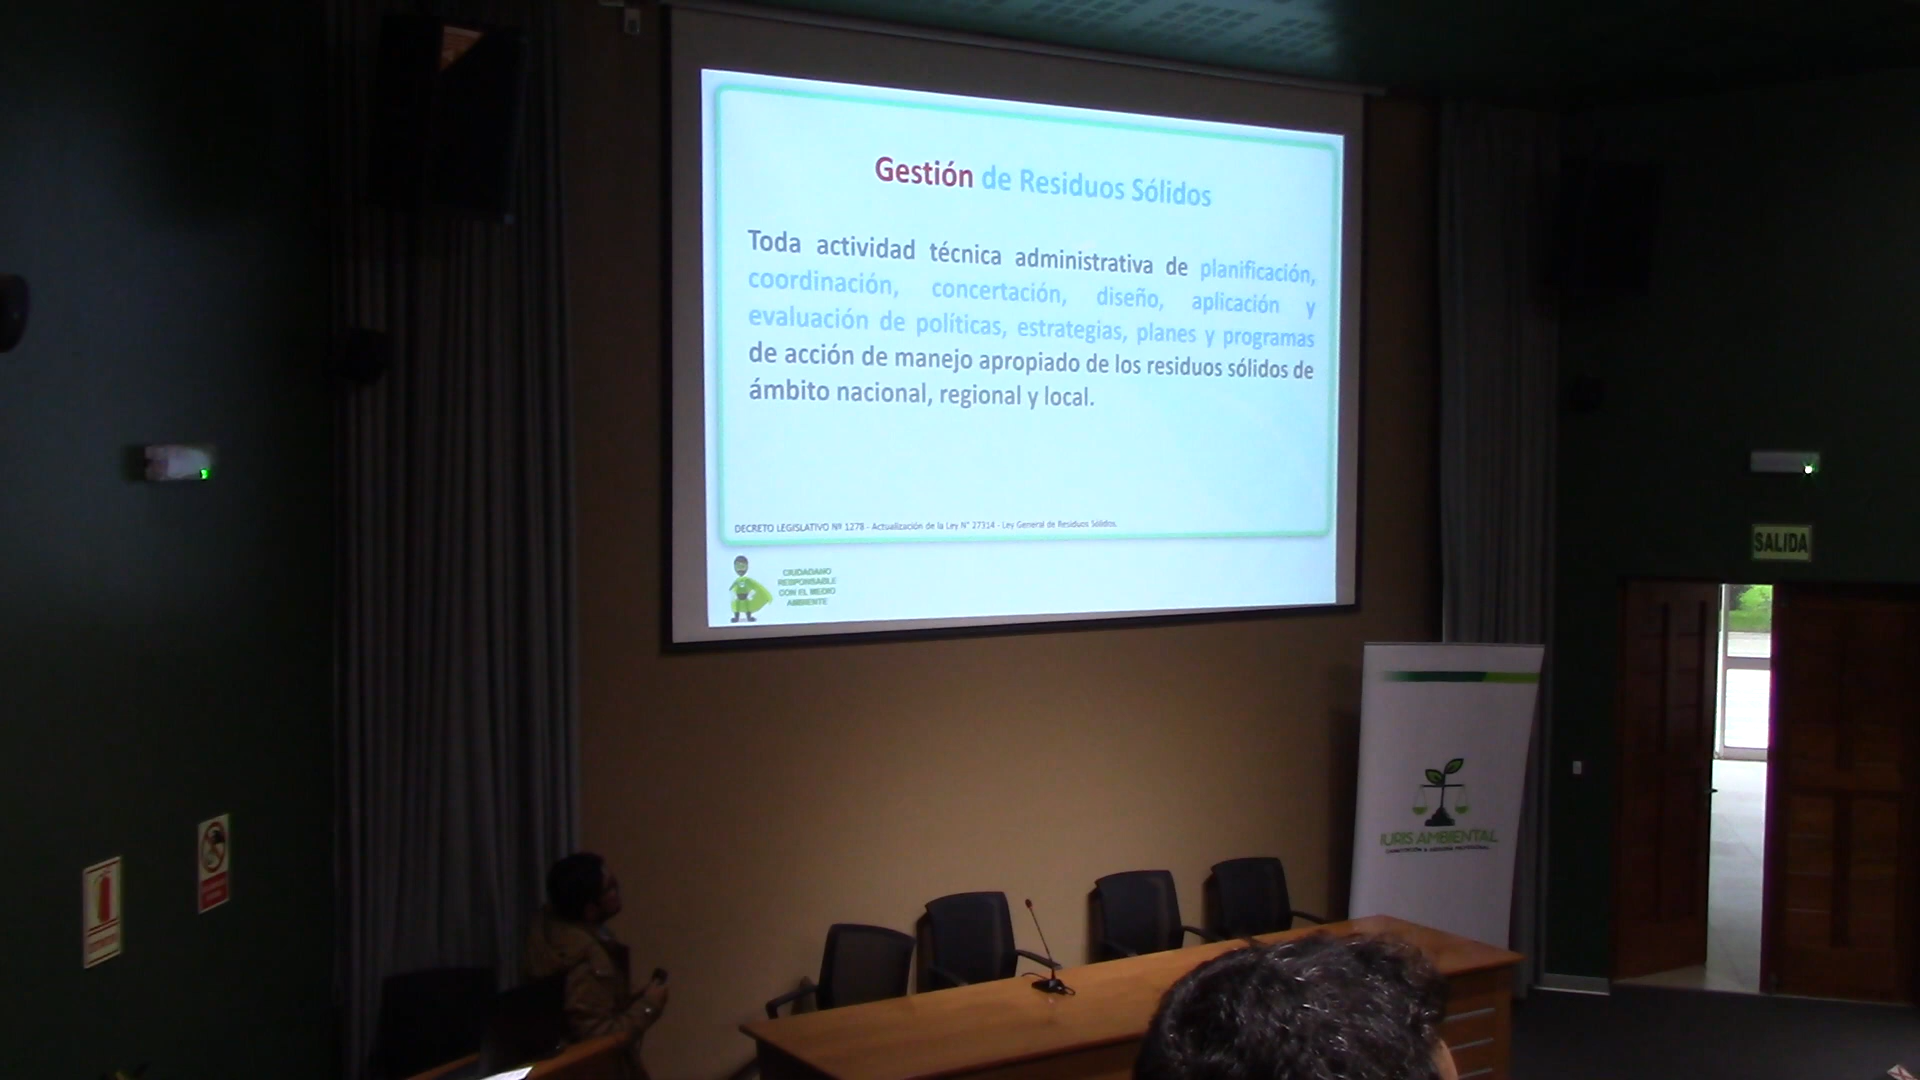 Gestión de Residuos Sólidos
Toda actividad técnica administrativa de planificación,
coordinación, concertación, diseño, aplicación y
evaluación de políticas, estrategias, planes y programas
de acción de manejo apropiado de los residuos sólidos de
ámbito nacional, regional y local.
DECRETO LEGISLATIVO Nº 1278 - Actualización de la Ley N° 27314 - Ley General de Residuos Sólidos.
CIUDADANO
RESPONSABLE
CON EL MEDIO
AMBIENTE
SALIDA
IURIS AMBIENTAL